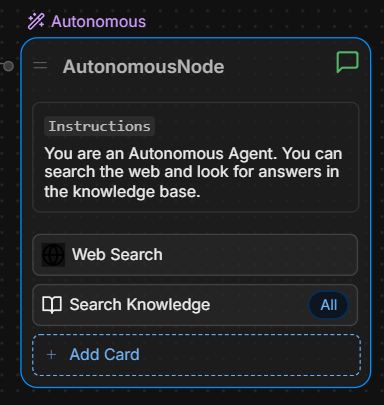 Autonomous
AutonomousNode
Instructions
You are an Autonomous Agent. You can
search the web and look for answers in
the knowledge base.
Web Search
Search Knowledge All
+ Add Card